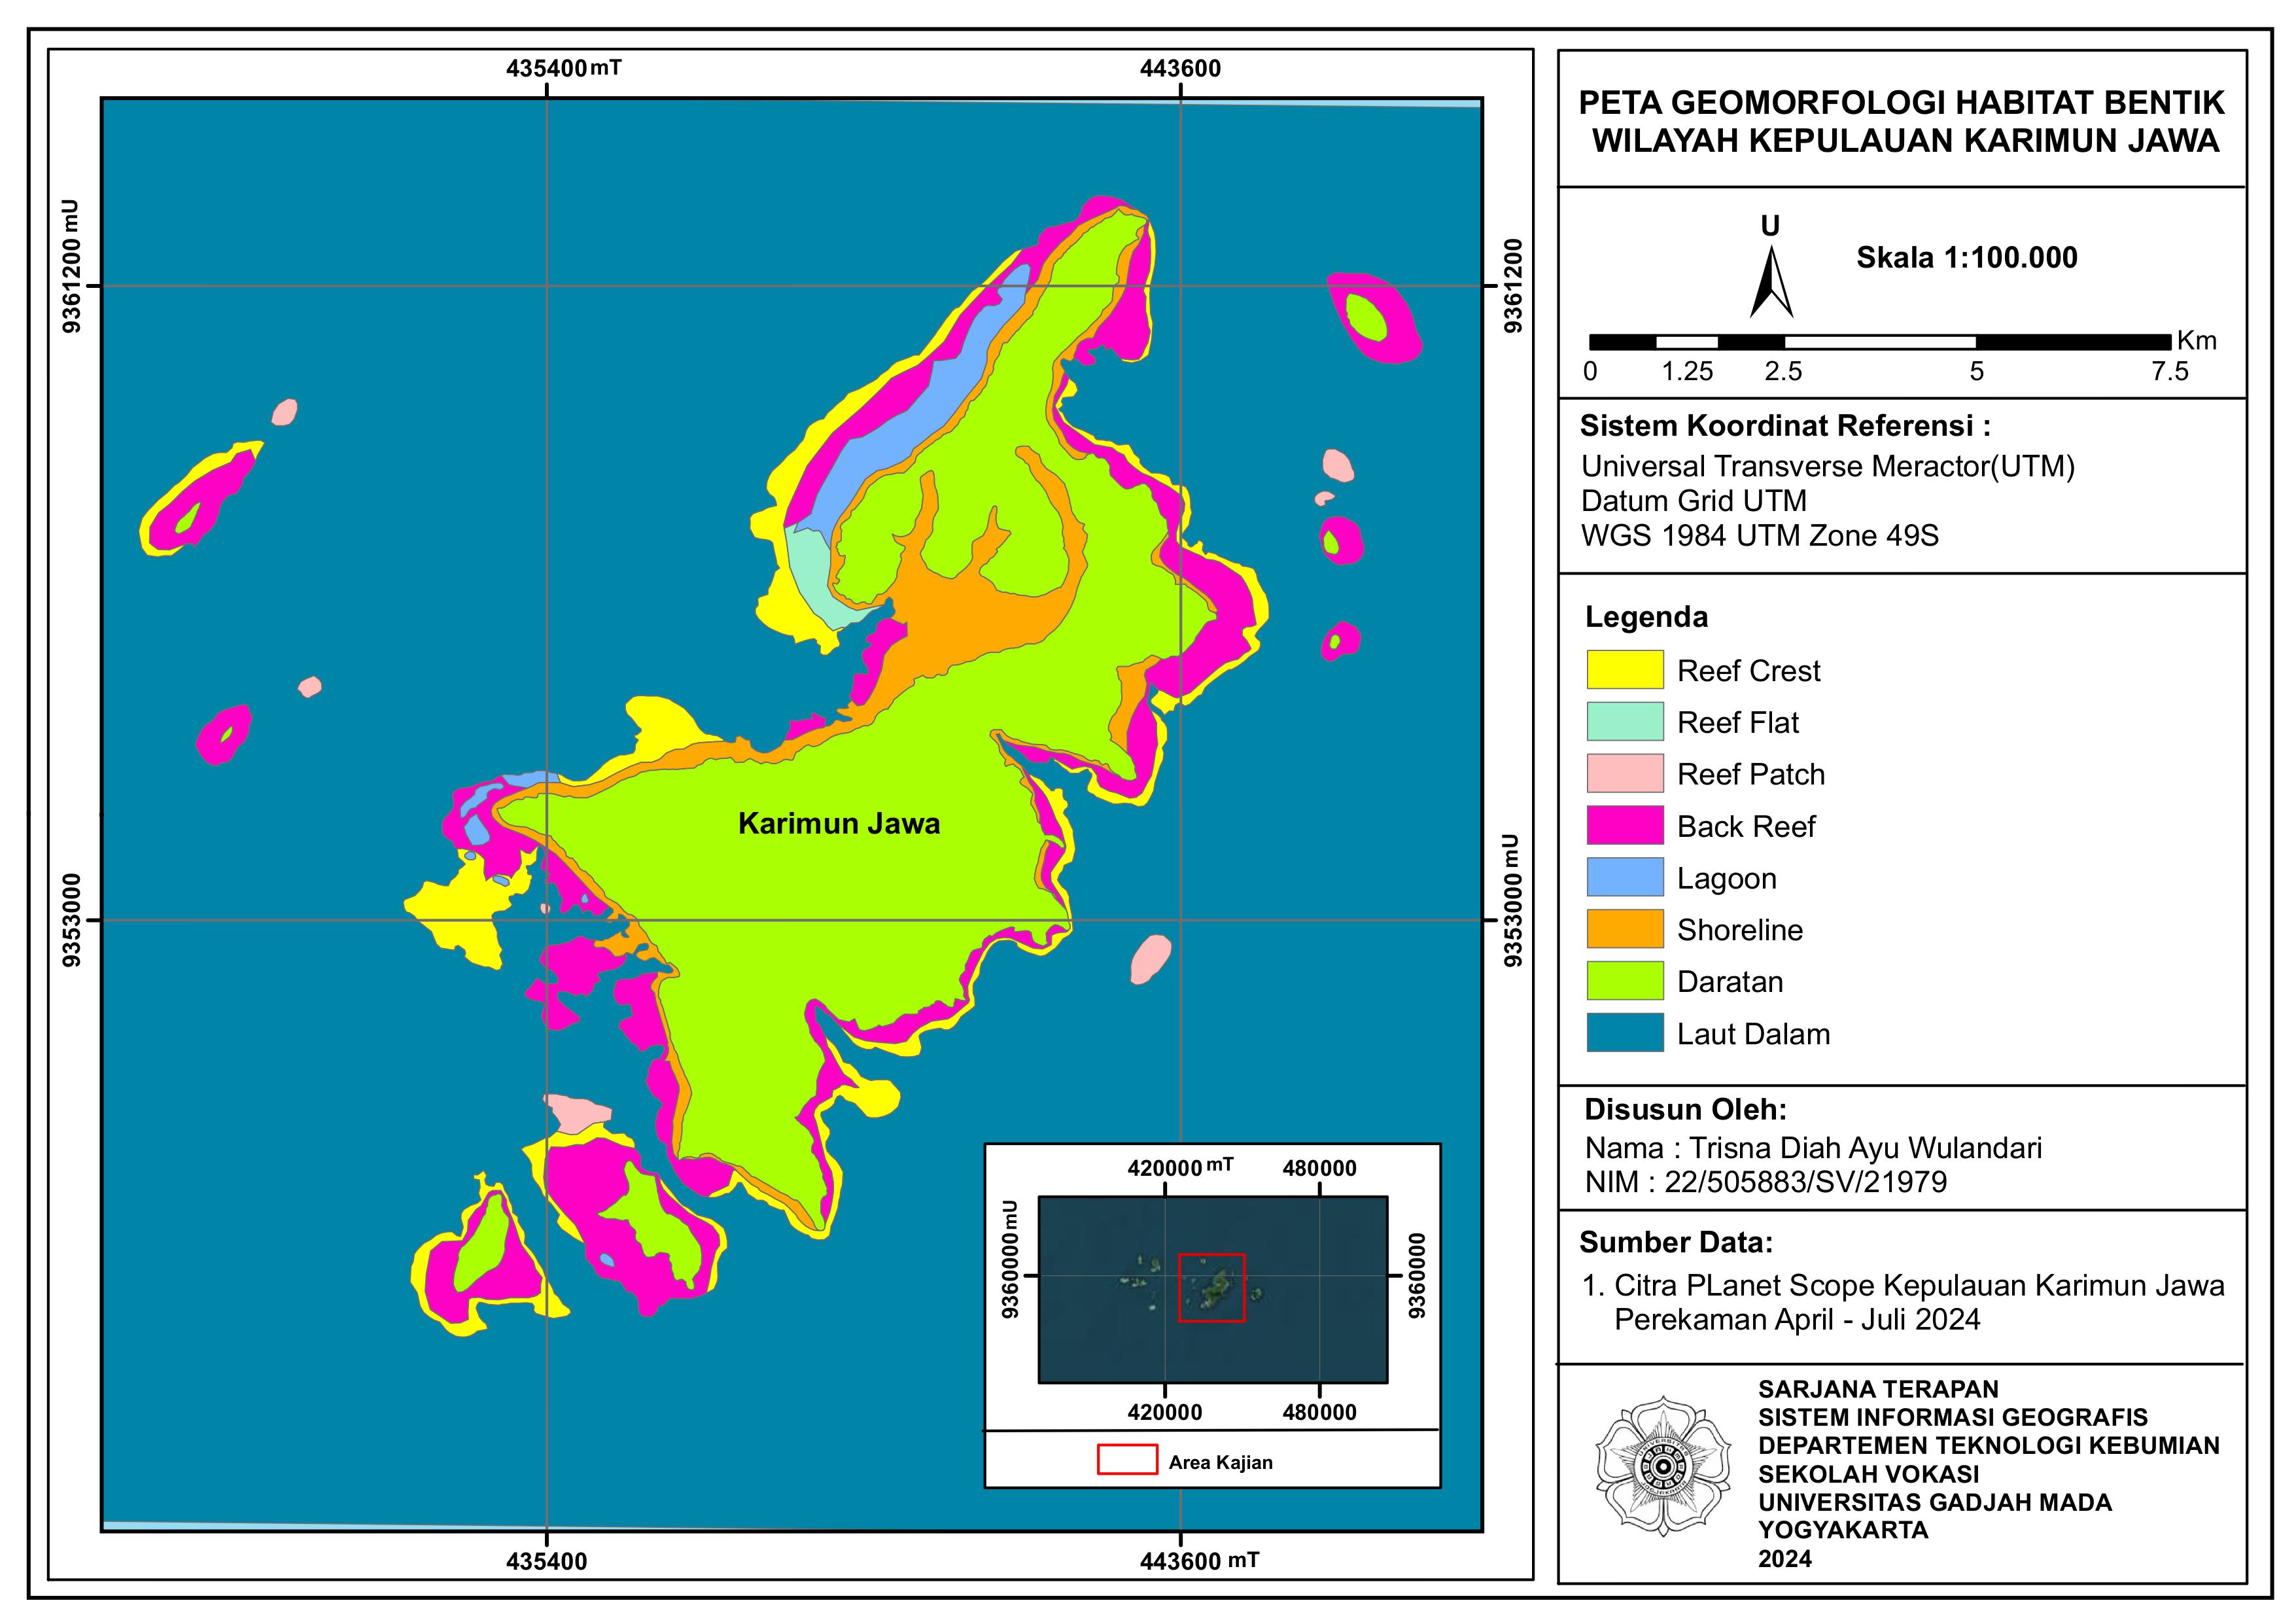 435400 mT
443600
9361200 mU
9361200
9353000
9353000 mU
435400
443600 mT
Karimun Jawa
420000 mT
480000
9360000 mU
9360000
420000
480000
Area Kajian
PETA GEOMORFOLOGI HABITAT BENTIK
WILAYAH KEPULAUAN KARIMUN JAWA
U
Skala 1:100.000
Km
0 1.25 2.5 5 7.5
Sistem Koordinat Referensi :
Universal Transverse Meractor(UTM)
Datum Grid UTM
WGS 1984 UTM Zone 49S
Legenda
Reef Crest
Reef Flat
Reef Patch
Back Reef
Lagoon
Shoreline
Daratan
Laut Dalam
Disusun Oleh:
Nama : Trisna Diah Ayu Wulandari
NIM : 22/505883/SV/21979
Sumber Data:
1. Citra PLanet Scope Kepulauan Karimun Jawa
Perekaman April - Juli 2024
SARJANA TERAPAN
SISTEM INFORMASI GEOGRAFIS
DEPARTEMEN TEKNOLOGI KEBUMIAN
SEKOLAH VOKASI
UNIVERSITAS GADJAH MADA
YOGYAKARTA
2024